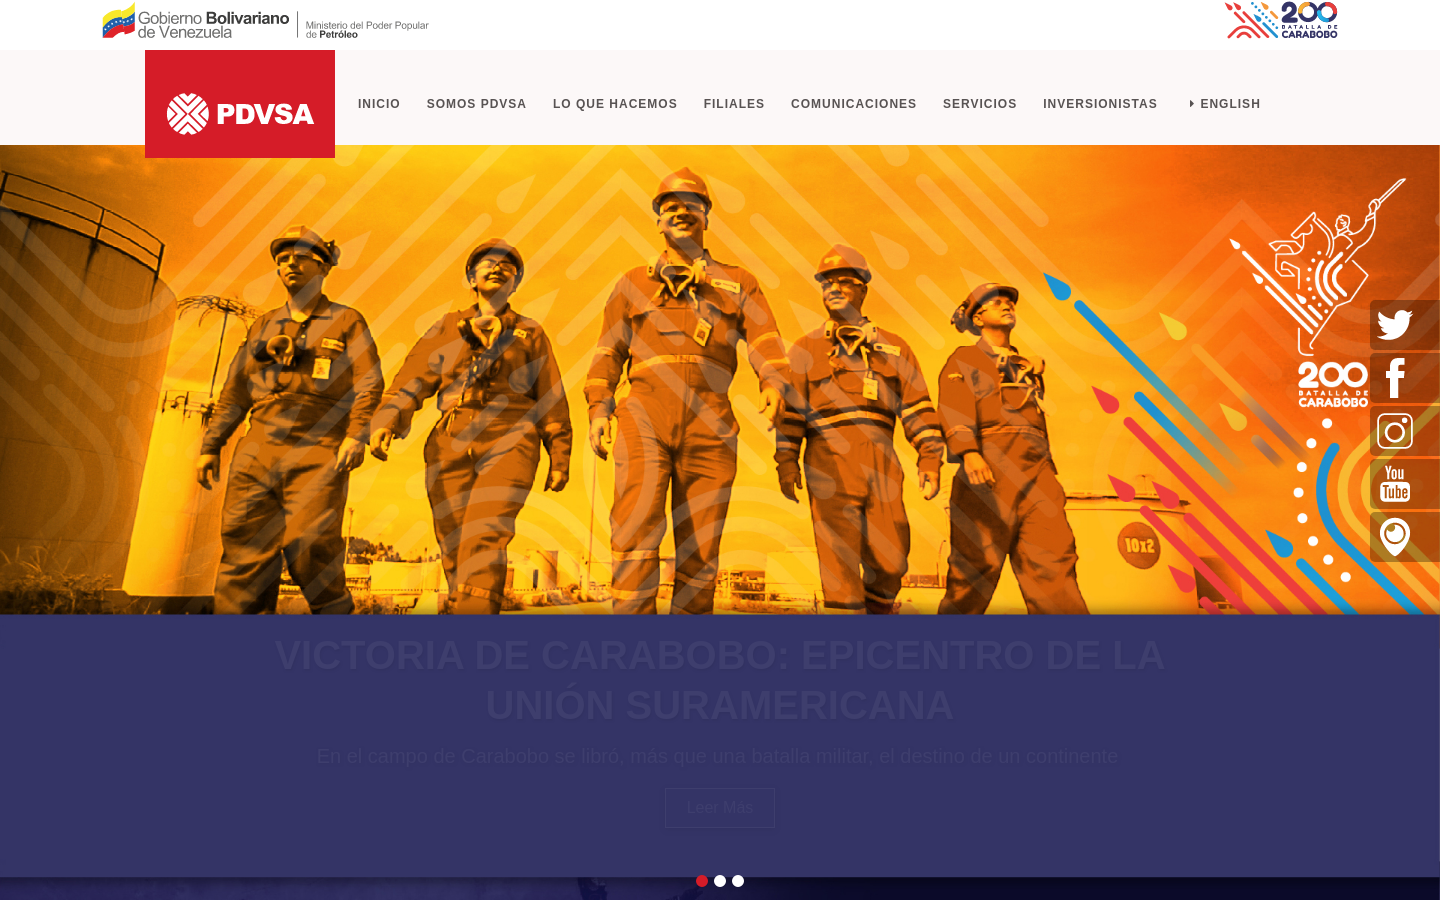 Gobierno Bolivariano
de Venezuela
Ministerio del Poder Popular
de Petróleo
200
BATALLA DE
CARABOBO
PDVSA
INICIO
SOMOS PDVSA
LO QUE HACEMOS
FILIALES
COMUNICACIONES
SERVICIOS
INVERSIONISTAS
ENGLISH
200
BATALLA DE
CARABOBO
You
Tube
10x2
VICTORIA DE CARABOBO: EPICENTRO DE LA
UNIÓN SURAMERICANA
En el campo de Carabobo se libró, más que una batalla militar, el destino de un continente
Leer Más